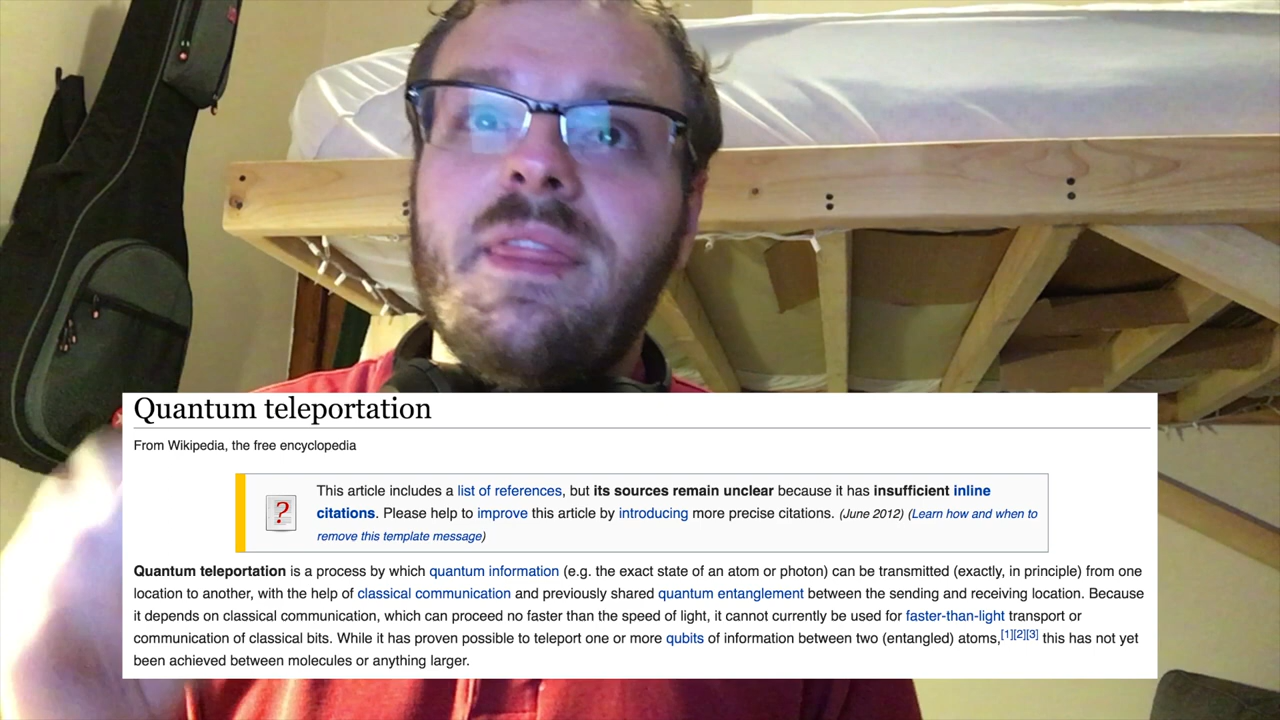 Quantum teleportation
From Wikipedia, the free encyclopedia
This article includes a list of references, but its sources remain unclear because it has insufficient inline
citations. Please help to improve this article by introducing more precise citations. (June 2012) (Learn how and when to
remove this template message)
Quantum teleportation is a process by which quantum information (e.g. the exact state of an atom or photon) can be transmitted (exactly, in principle) from one
location to another, with the help of classical communication and previously shared quantum entanglement between the sending and receiving location. Because
it depends on classical communication, which can proceed no faster than the speed of light, it cannot currently be used for faster-than-light transport or
communication of classical bits. While it has proven possible to teleport one or more qubits of information between two (entangled) atoms,[1][2][3] this has not yet
been achieved between molecules or anything larger.